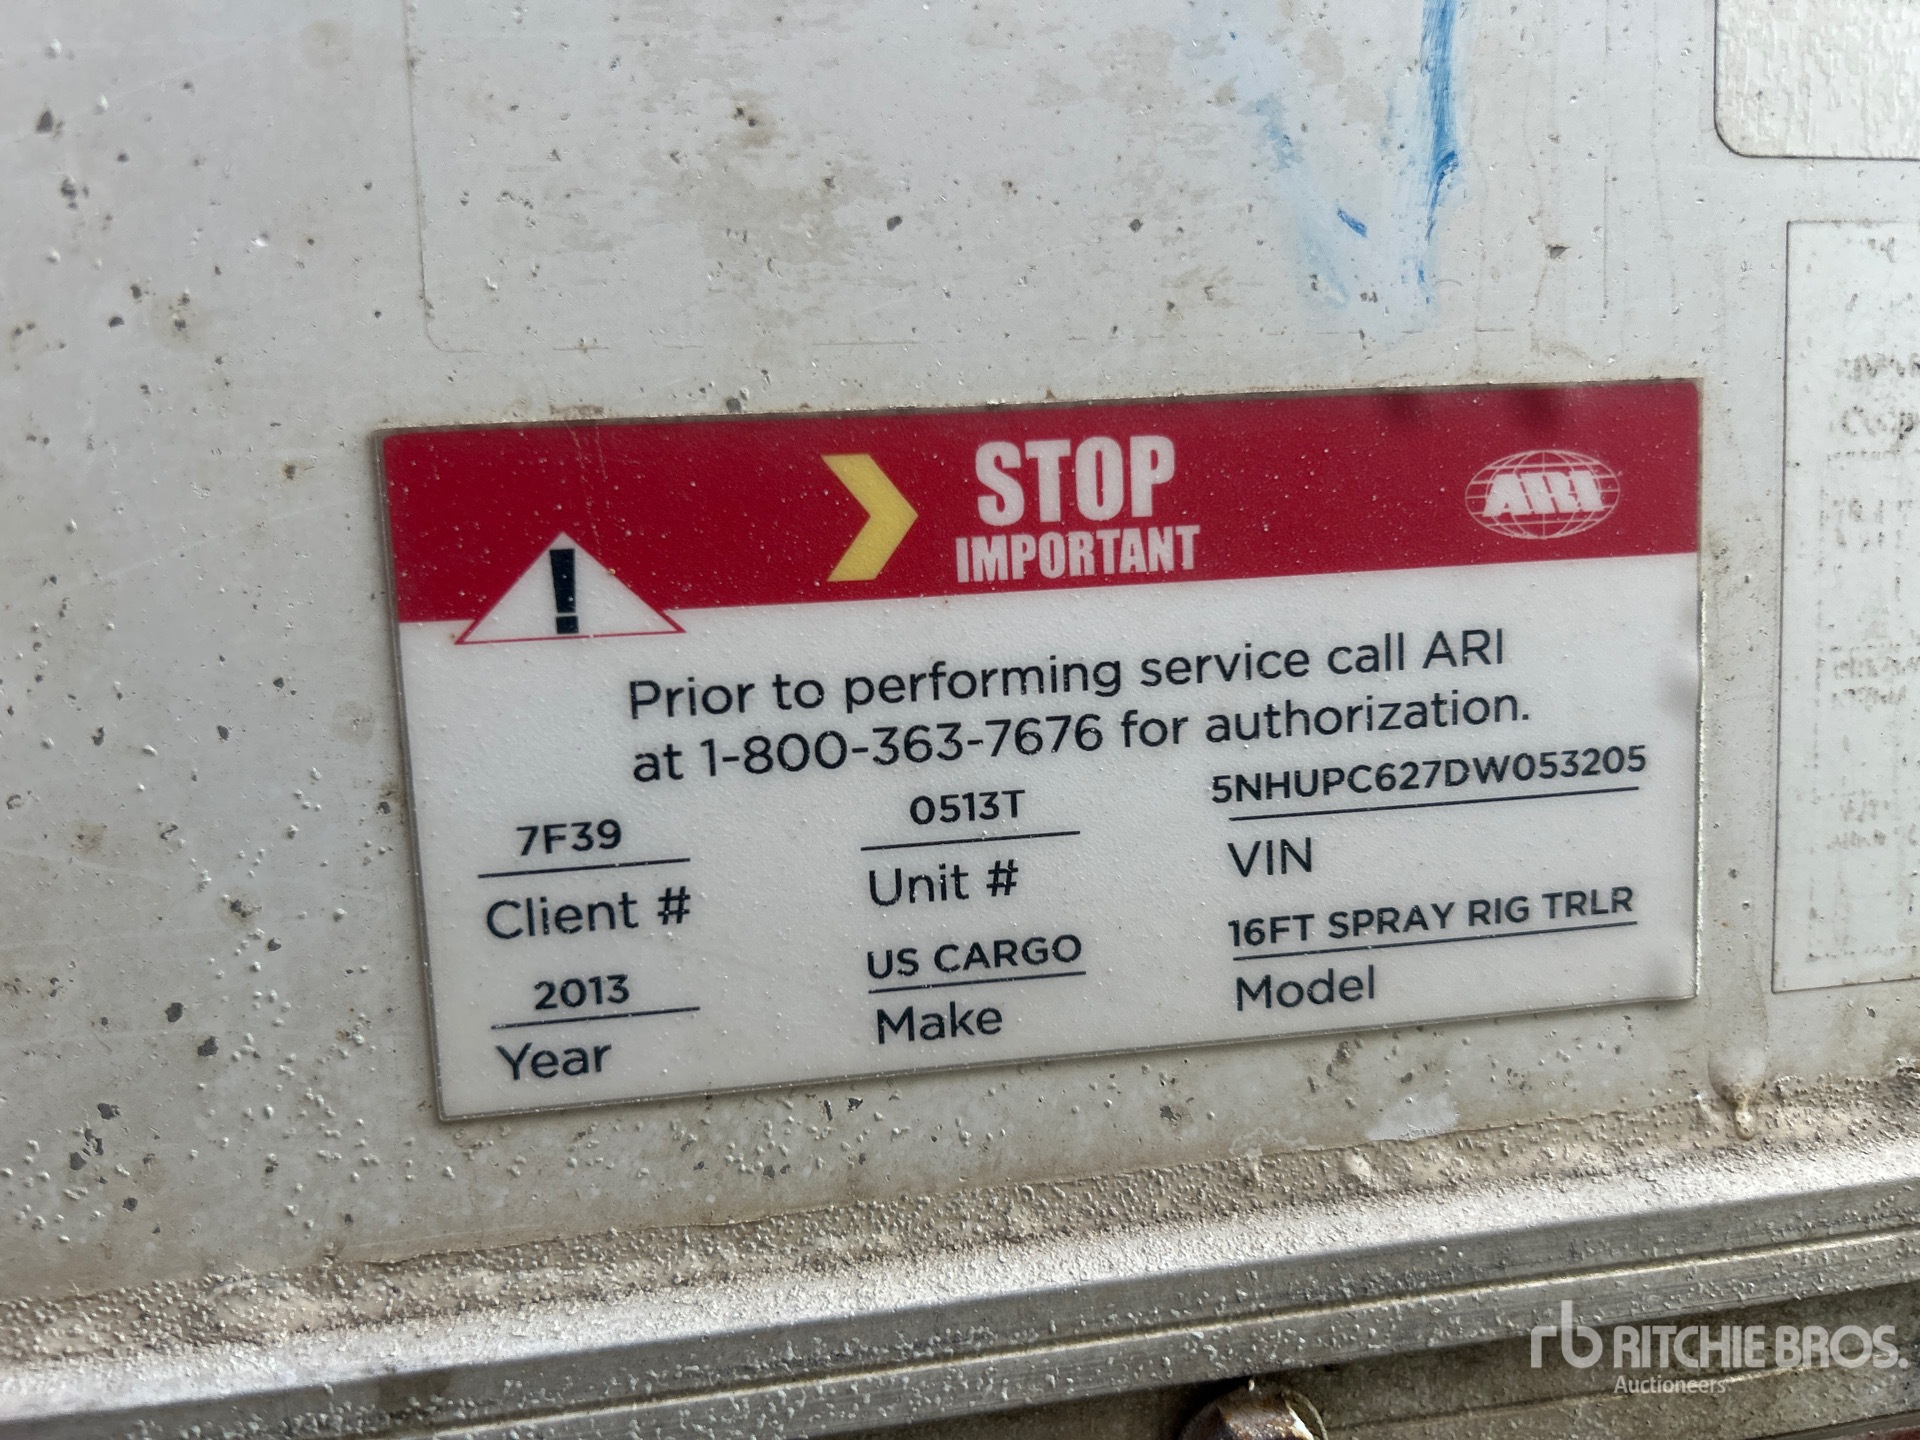 STOP
IMPORTANT
ARI
!
Prior to performing service call ARI
at 1-800-363-7676 for authorization.
7F39
Client #
0513T
Unit #
5NHUPC627DW053205
VIN
2013
Year
US CARGO
Make
16FT SPRAY RIG TRLR
Model
rb RITCHIE BROS.
Auctioneers